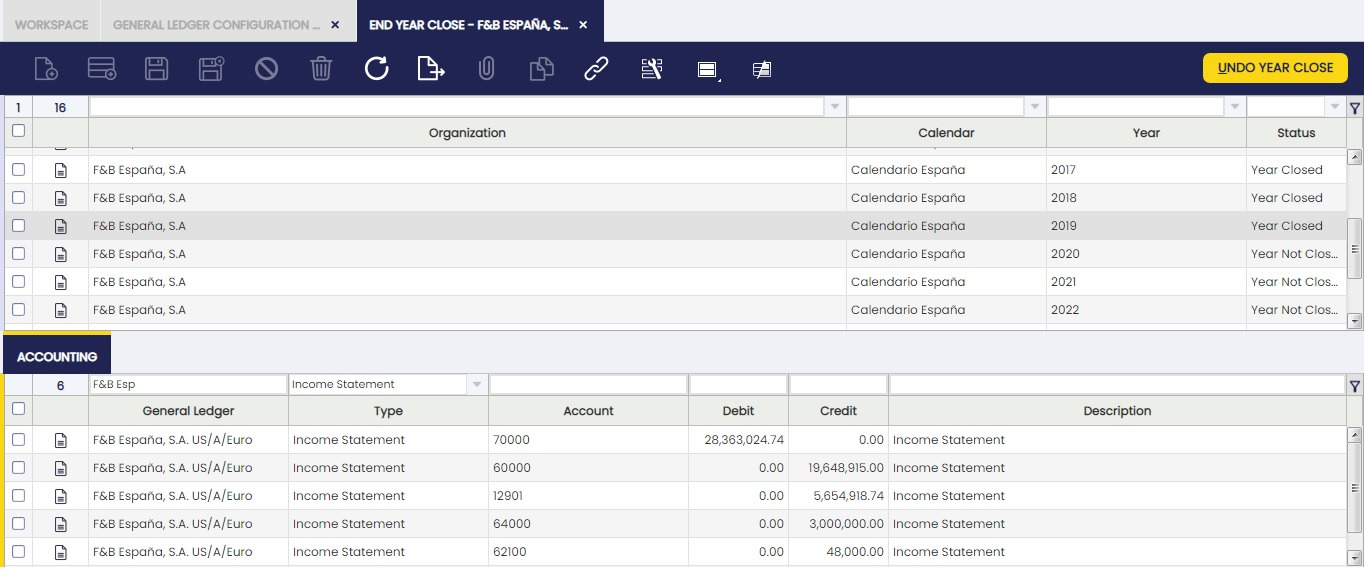 WORKSPACE GENERAL LEDGER CONFIGURATION ... × END YEAR CLOSE - F&B ESPAÑA, S... ×
UNDO YEAR CLOSE
1 16
Organization Calendar Year Status
F&B España, S.A Calendario España 2017 Year Closed
F&B España, S.A Calendario España 2018 Year Closed
F&B España, S.A Calendario España 2019 Year Closed
F&B España, S.A Calendario España 2020 Year Not Clos...
F&B España, S.A Calendario España 2021 Year Not Clos...
F&B España, S.A Calendario España 2022 Year Not Clos...
ACCOUNTING
6 F&B Esp Income Statement
General Ledger Type Account Debit Credit Description
F&B España, S.A. US/A/Euro Income Statement 70000 28,363,024.74 0.00 Income Statement
F&B España, S.A. US/A/Euro Income Statement 60000 0.00 19,648,915.00 Income Statement
F&B España, S.A. US/A/Euro Income Statement 12901 0.00 5,654,918.74 Income Statement
F&B España, S.A. US/A/Euro Income Statement 64000 0.00 3,000,000.00 Income Statement
F&B España, S.A. US/A/Euro Income Statement 62100 0.00 48,000.00 Income Statement